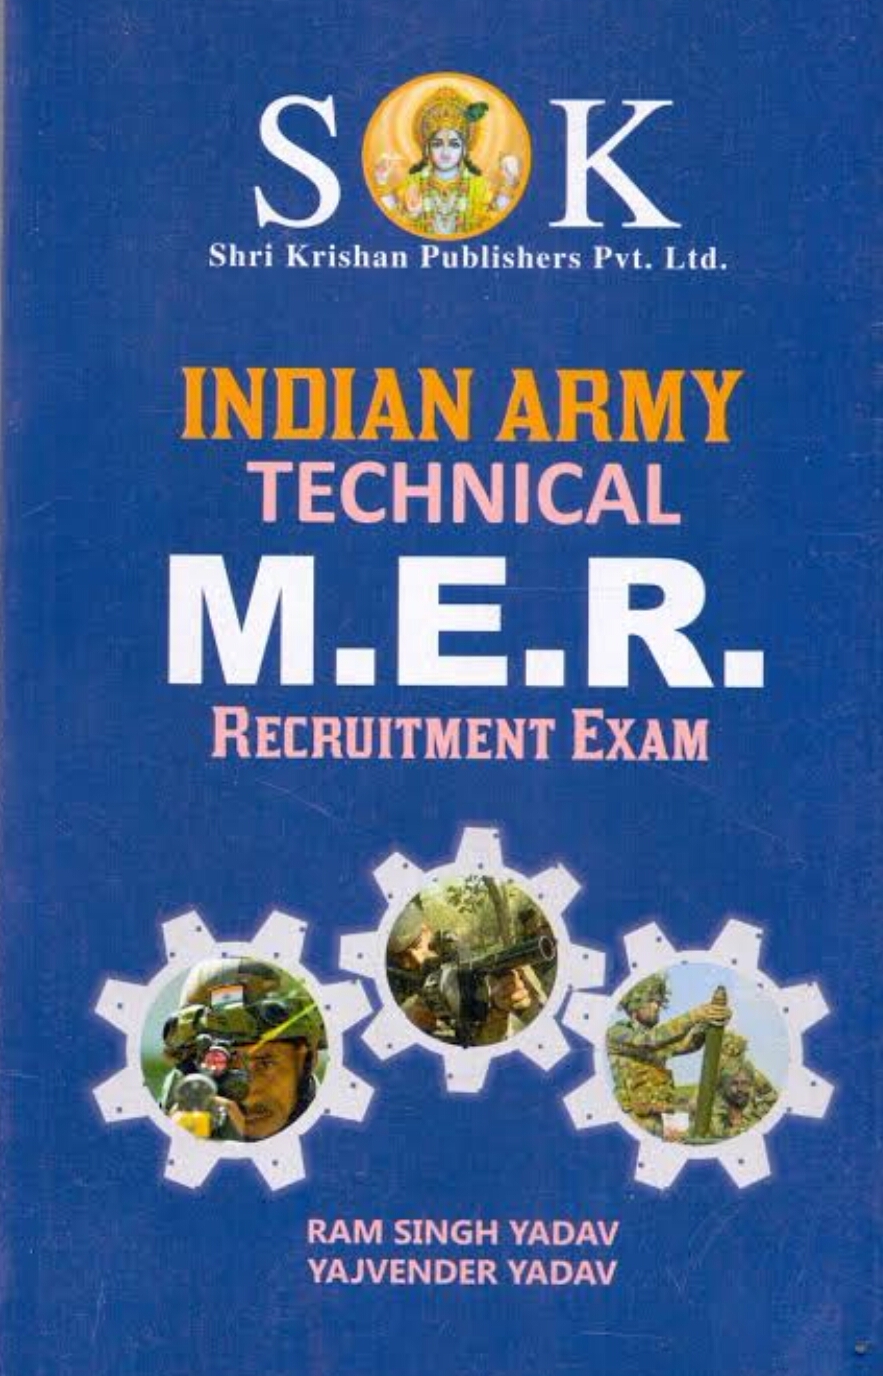 S K
Shri Krishan Publishers Pvt. Ltd.
INDIAN ARMY
TECHNICAL
M.E.R.
RECRUITMENT EXAM
RAM SINGH YADAV
YAJVENDER YADAV